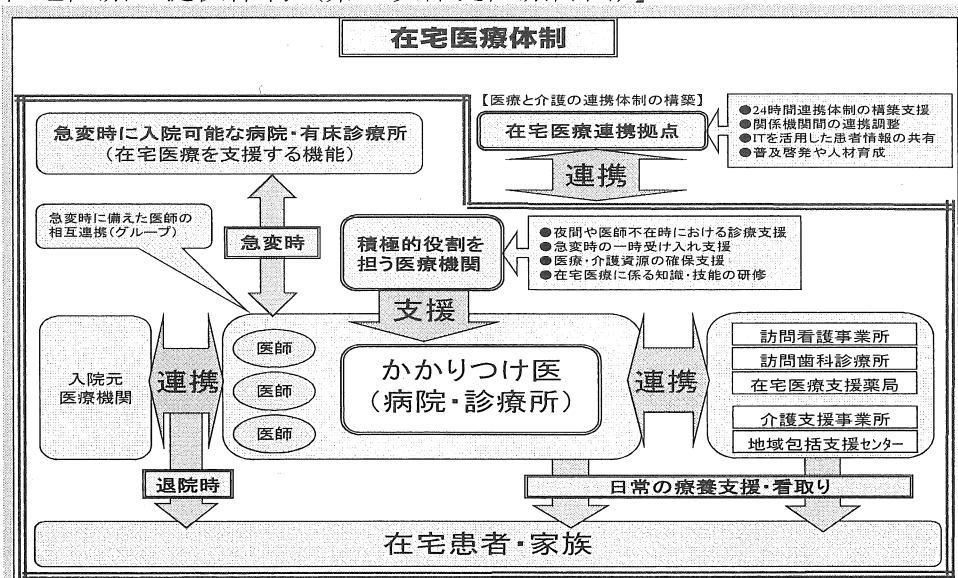 在宅医療体制
【医療と介護の連携体制の構築】
在宅医療連携拠点
●24時間連携体制の構築支援
●関係機関間の連携調整
●ITを活用した患者情報の共有
●普及啓発や人材育成
連携
急変時に入院可能な病院・有床診療所
（在宅医療を支援する機能）
急変時に備えた医師の
相互連携(グループ)
急変時
積極的役割を
担う医療機関
●夜間や医師不在時における診療支援
●急変時の一時受け入れ支援
●医療・介護資源の確保支援
●在宅医療に係る知識・技能の研修
支援
入院元
医療機関
連携
医師
医師
医師
かかりつけ医
（病院・診療所）
連携
訪問看護事業所
訪問歯科診療所
在宅医療支援薬局
介護支援事業所
地域包括支援センター
退院時
日常の療養支援・看取り
在宅患者・家族